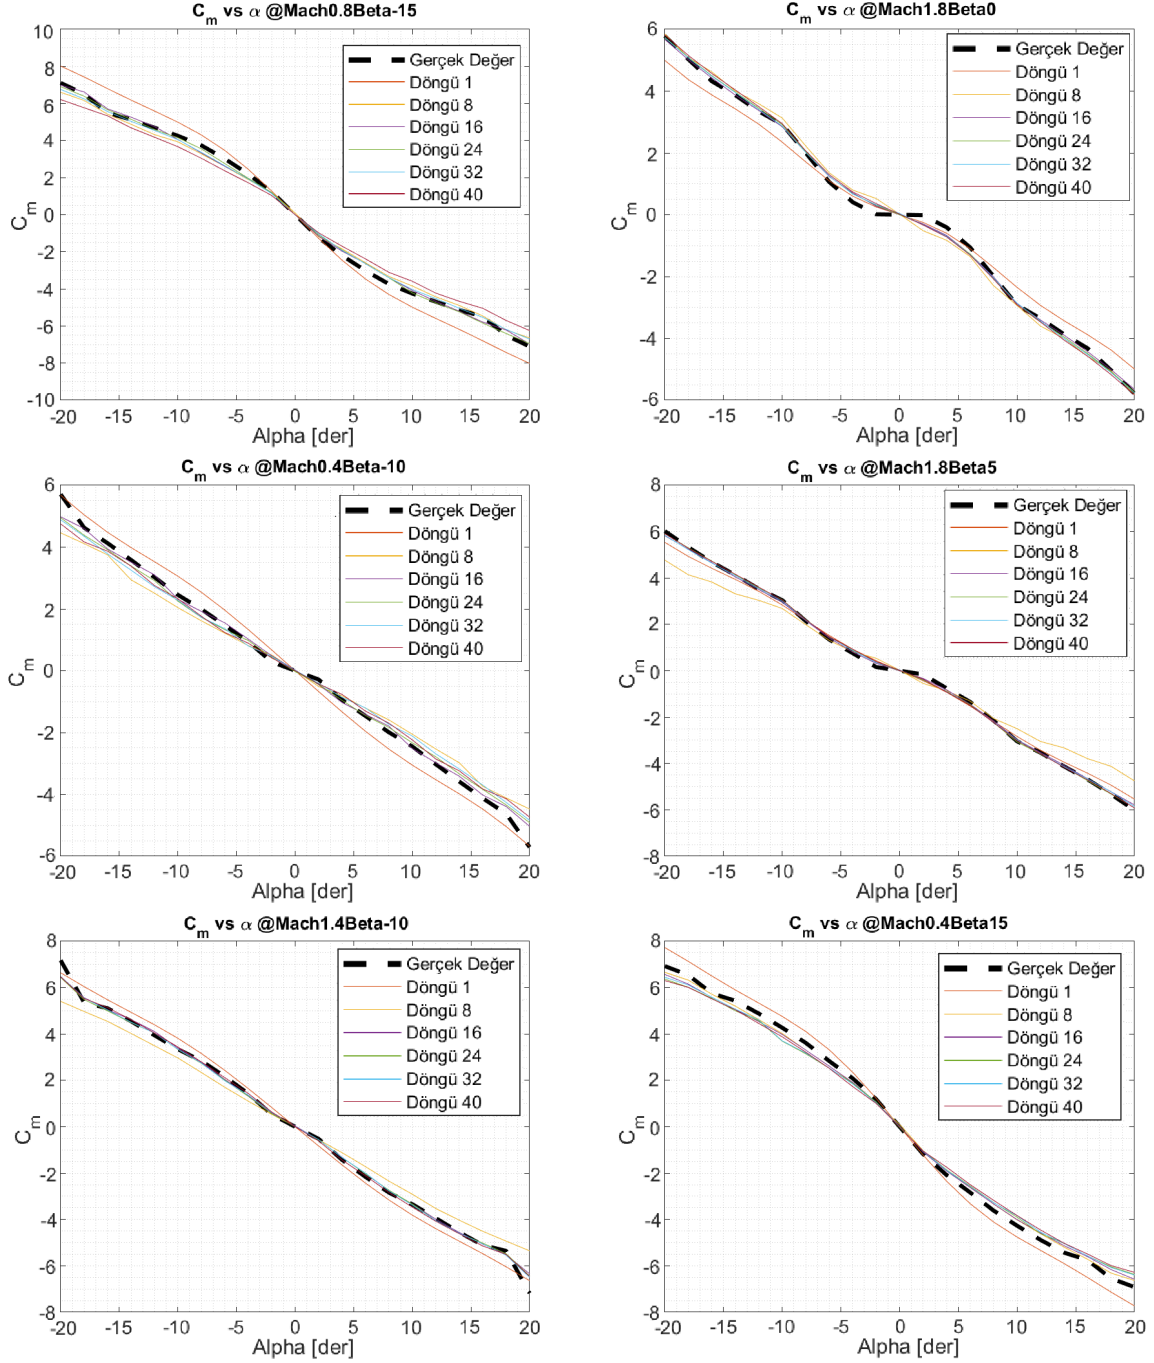 C_m vs α @Mach0.8Beta-15
10
8
6
4
2
0
-2
-4
-6
-8
-10
C_m
Gerçek Değer
Döngü 1
Döngü 8
Döngü 16
Döngü 24
Döngü 32
Döngü 40
-20 -15 -10 -5 0 5 10 15 20
Alpha [der]
C_m vs α @Mach1.8Beta0
6
4
2
0
-2
-4
-6
C_m
Gerçek Değer
Döngü 1
Döngü 8
Döngü 16
Döngü 24
Döngü 32
Döngü 40
-20 -15 -10 -5 0 5 10 15 20
Alpha [der]
C_m vs α @Mach0.4Beta-10
6
4
2
0
-2
-4
-6
C_m
Gerçek Değer
Döngü 1
Döngü 8
Döngü 16
Döngü 24
Döngü 32
Döngü 40
-20 -15 -10 -5 0 5 10 15 20
Alpha [der]
C_m vs α @Mach1.8Beta5
8
6
4
2
0
-2
-4
-6
-8
C_m
Gerçek Değer
Döngü 1
Döngü 8
Döngü 16
Döngü 24
Döngü 32
Döngü 40
-20 -15 -10 -5 0 5 10 15 20
Alpha [der]
C_m vs α @Mach1.4Beta-10
8
6
4
2
0
-2
-4
-6
-8
C_m
Gerçek Değer
Döngü 1
Döngü 8
Döngü 16
Döngü 24
Döngü 32
Döngü 40
-20 -15 -10 -5 0 5 10 15 20
Alpha [der]
C_m vs α @Mach0.4Beta15
8
6
4
2
0
-2
-4
-6
-8
C_m
Gerçek Değer
Döngü 1
Döngü 8
Döngü 16
Döngü 24
Döngü 32
Döngü 40
-20 -15 -10 -5 0 5 10 15 20
Alpha [der]